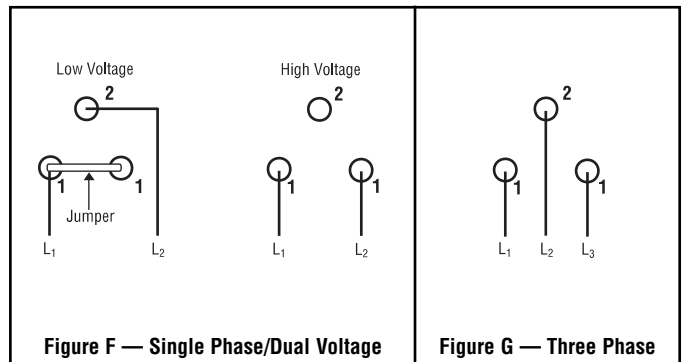 Low Voltage
2
1 1
Jumper
L₁ L₂
High Voltage
2
1 1
L₁ L₂
Figure F — Single Phase/Dual Voltage
2
1 1
L₁ L₂ L₃
Figure G — Three Phase